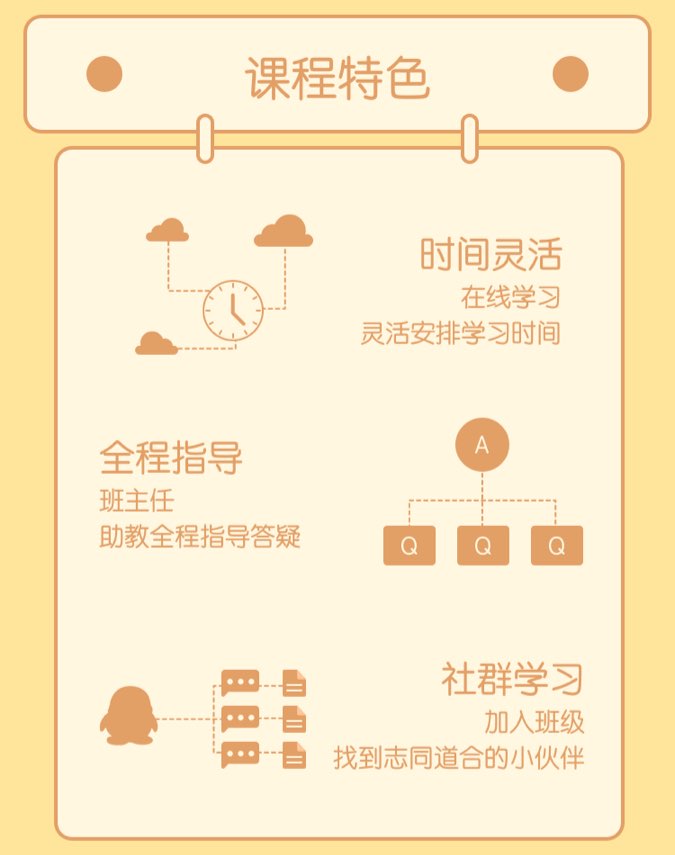 课程特色
时间灵活
在线学习
灵活安排学习时间
全程指导
班主任
助教全程指导答疑
A
Q Q Q
社群学习
加入班级
找到志同道合的小伙伴